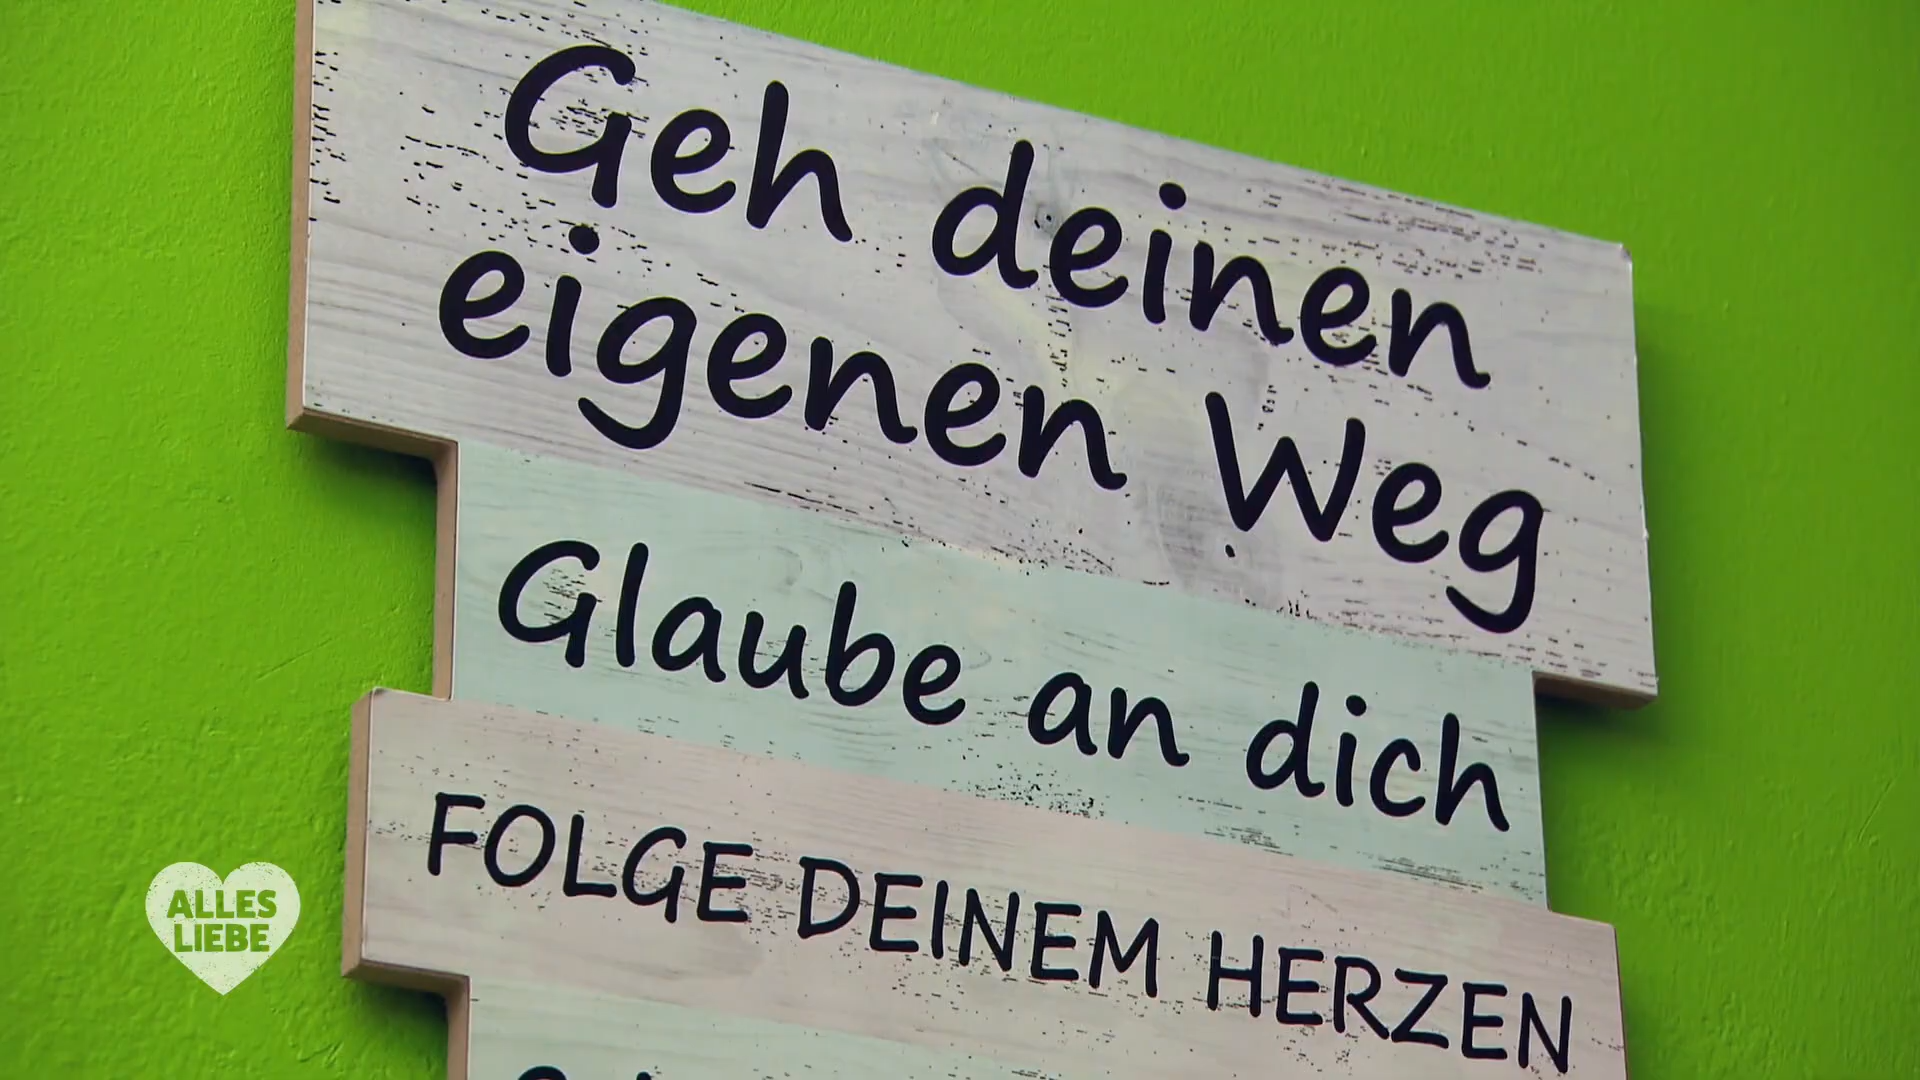 Geh deinen
eigenen Weg
Glaube an dich
FOLGE DEINEM HERZEN
ALLES
LIEBE